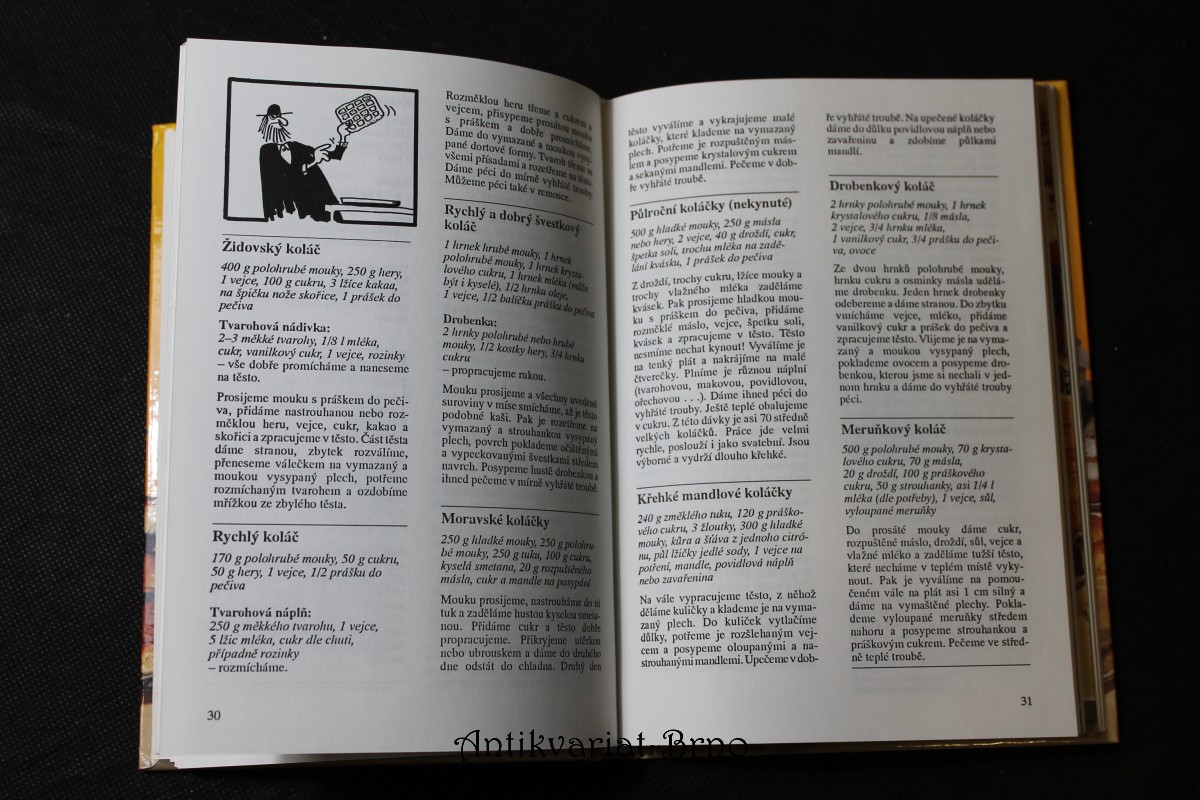 Židovský koláč
400 g polohrubé mouky, 250 g hery,
1 vejce, 100 g cukru, 3 lžíce kakaa,
na špičku nože skořice, 1 prášek do
pečiva
Tvarohová nádivka:
2–3 měkké tvarohy, 1/8 l mléka,
cukr, vanilkový cukr, 1 vejce, rozinky
– vše dobře promícháme a naneseme
na těsto.
Prosijeme mouku s práškem do peči-
va, přidáme nastrouhanou nebo roz-
měklou heru, vejce, cukr, kakao a
skořici a zpracujeme v těsto. Část těsta
dáme stranou, zbytek rozválíme,
přeneseme válečkem na vymazaný a
moukou vysypaný plech, potřeme
rozmíchaným tvarohem a ozdobíme
mřížkou ze zbylého těsta.
Rychlý koláč
170 g polohrubé mouky, 50 g cukru,
50 g hery, 1 vejce, 1/2 prášku do
pečiva
Tvarohová náplň:
250 g měkkého tvarohu, 1 vejce,
5 lžic mléka, cukr dle chuti,
případně rozinky
– rozmícháme.
30
Rozměklou heru třeme s cukrem a
vejcem, přisypeme prosátou mouku
s práškem a dobře promícháme.
Dáme do vymazané a moukou vysy-
pané dortové formy. Tvaroh třeme se
všemi přísadami a rozetřeme na těsto.
Dáme péci do mírně vyhřáté trouby.
Můžeme péci také v remosce.
Rychlý a dobrý švestkový
koláč
1 hrnek hrubé mouky, 1 hrnek
polohrubé mouky, 1 hrnek krysta-
lového cukru, 1 hrnek mléka (může
být i kyselé), 1/2 hrnku oleje,
1 vejce, 1/2 balíčku prášku do pečiva
Drobenka:
2 hrnky polohrubé nebo hrubé
mouky, 1/2 kostky hery, 3/4 hrnku
cukru
– propracujeme rukou.
Mouku prosijeme a všechny uvedené
suroviny v míse smícháme, až je těsto
podobné kaši. Pak je rozetřeme na
vymazaný a strouhankou vysypaný
plech, povrch poklademe očištěnými
a vypeckovanými švestkami středem
navrch. Posypeme hustě drobenkou a
ihned pečeme v mírně vyhřáté troubě.
Moravské koláčky
250 g hladké mouky, 250 g polohru-
bé mouky, 250 g tuku, 100 g cukru,
kyselá smetana, 20 g rozpuštěného
másla, cukr a mandle na posypání
Mouku prosijeme, nastrouháme do ní
tuk a zaděláme hustou kyselou smeta-
nou. Přidáme cukr a těsto dobře
propracujeme. Přikryjeme utěrkou
nebo ubrouskem a dáme do druhého
dne odstát do chladna. Druhý den
těsto vyválíme a vykrajujeme malé
koláčky, které klademe na vymazaný
plech. Potřeme je rozpuštěným más-
lem a posypeme krystalovým cukrem
a sekanými mandlemi. Pečeme v dob-
ře vyhřáté troubě.
Půlroční koláčky (nekynuté)
500 g hladké mouky, 250 g másla
nebo hery, 2 vejce, 40 g droždí, cukr,
špetka soli, trochu mléka na zadě-
lání kvásku, 1 prášek do pečiva
Z droždí, trochy cukru, lžíce mouky a
trochy vlažného mléka zaděláme
kvásek. Pak prosijeme hladkou mou-
ku s práškem do pečiva, přidáme
rozměklé máslo, vejce, špetku soli,
kvásek a zpracujeme v těsto. Těsto
nesmíme nechat kynout! Vyválíme je
na tenký plát a nakrájíme na malé
čtverečky. Plníme je různou náplní
(tvarohovou, makovou, povidlovou,
ořechovou . . .). Dáme ihned péci do
vyhřáté trouby. Ještě teplé obalujeme
v cukru. Z této dávky je asi 70 středně
velkých koláčků. Práce jde velmi
rychle, poslouží i jako svatební. Jsou
výborné a vydrží dlouho křehké.
Křehké mandlové koláčky
240 g změklého tuku, 120 g práško-
vého cukru, 3 žloutky, 300 g hladké
mouky, kůra a šťáva z jednoho citró-
nu, půl lžičky jedlé sody, 1 vejce na
potření, mandle, povidlová náplň
nebo zavařenina
Na vále vypracujeme těsto, z něhož
děláme kuličky a klademe je na vyma-
zaný plech. Do kuliček vytlačíme
důlky, potřeme je rozšlehaným vej-
cem a posypeme oloupanými a na-
strouhanými mandlemi. Upečeme v dob-
ře vyhřáté troubě. Na upečené koláčky
dáme do důlku povidlovou náplň nebo
zavařeninu a zdobíme půlkami
mandlí.
Drobenkový koláč
2 hrnky polohrubé mouky, 1 hrnek
krystalového cukru, 1/8 másla,
2 vejce, 3/4 hrnku mléka,
1 vanilkový cukr, 3/4 prášku do peči-
va, ovoce
Ze dvou hrnků polohrubé mouky,
hrnku cukru a osminky másla uděláme
drobenku. Jeden hrnek drobenky
odebereme a dáme stranou. Do zbytku
vmícháme vejce, mléko, přidáme
vanilkový cukr a prášek do pečiva a
zpracujeme těsto. Vlijeme je na vyma-
zaný a moukou vysypaný plech,
poklademe ovocem a posypeme dro-
benkou, kterou jsme si nechali v jed-
nom hrnku a dáme do vyhřáté trouby
péci.
Meruňkový koláč
500 g polohrubé mouky, 70 g krysta-
lového cukru, 70 g másla,
20 g droždí, 100 g práškového
cukru, 50 g strouhanky, asi 1/4 l
mléka (dle potřeby), 1 vejce, sůl,
vyloupané meruňky
Do prosáté mouky dáme cukr,
rozpuštěné máslo, droždí, sůl, vejce a
vlažné mléko a zaděláme tužší těsto,
které necháme v teplém místě vyky-
nout. Pak je vyválíme na pomou-
čeném vále na plát asi 1 cm silný a
dáme na vymaštěné plechy. Pokla-
deme vyloupané meruňky středem
nahoru a posypeme strouhankou a
práškovým cukrem. Pečeme ve střed-
ně teplé troubě.
31
Antikvariat-Brno